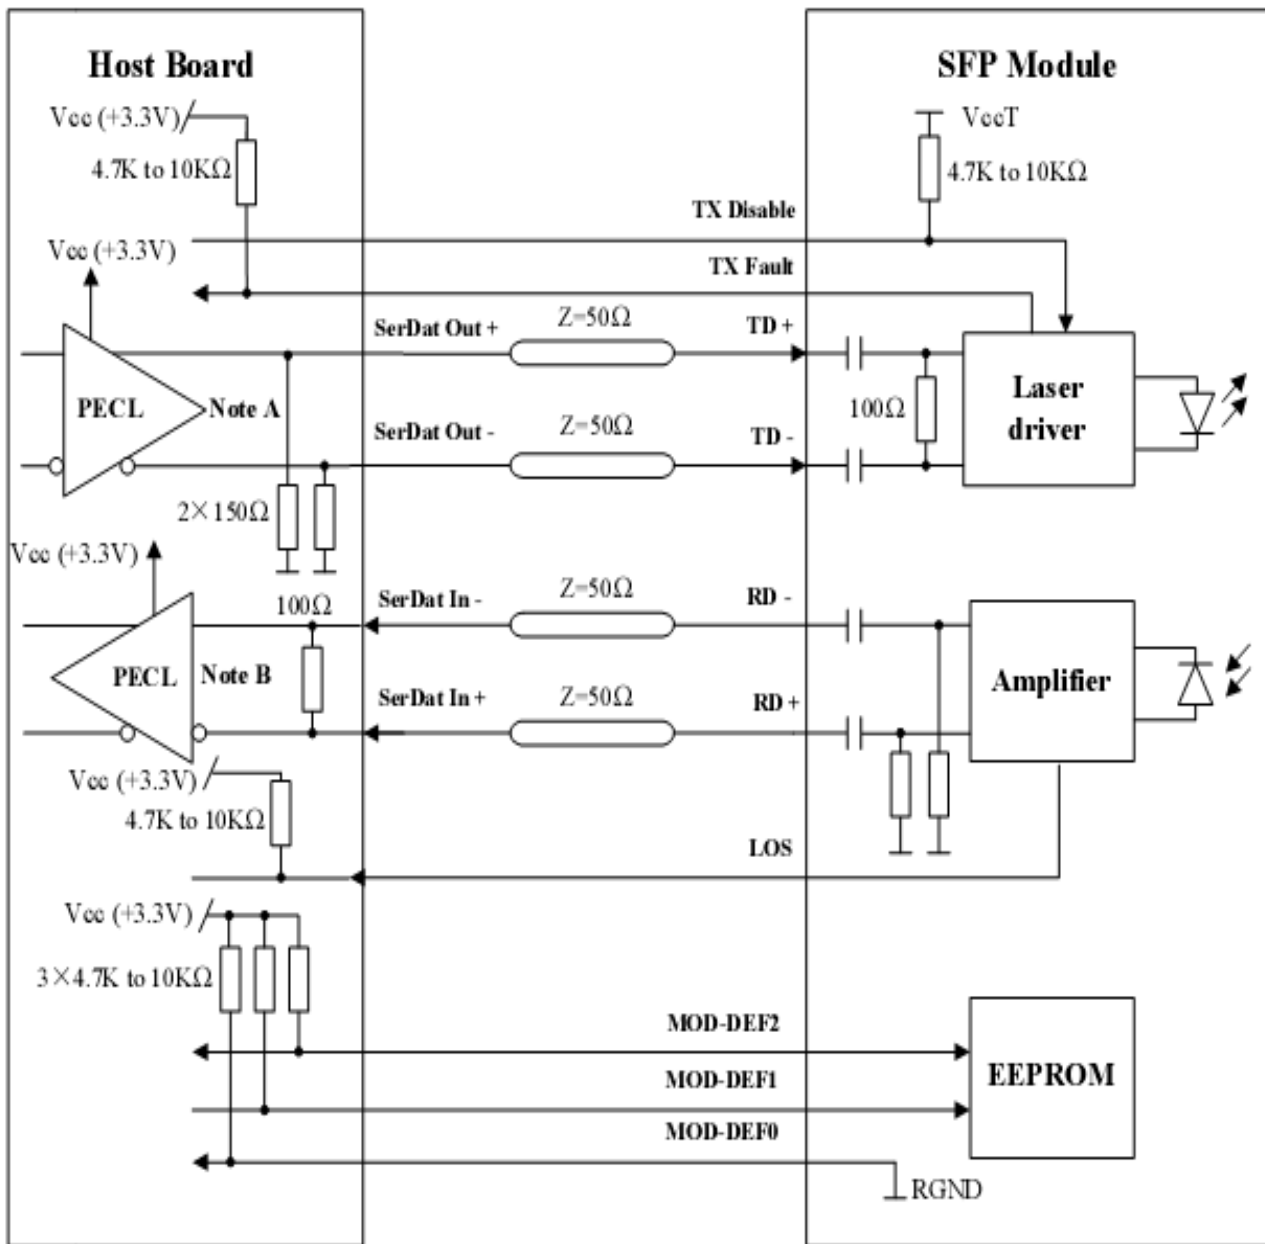 Host Board
SFP Module
Vcc (+3.3V)
VccT
4.7K to 10KΩ
4.7K to 10KΩ
TX Disable
Vcc (+3.3V)
TX Fault
SerDat Out +
Z=50Ω
TD +
PECL
Note A
100Ω
Laser
driver
SerDat Out -
Z=50Ω
TD -
2×150Ω
Vcc (+3.3V)
100Ω
SerDat In -
Z=50Ω
RD -
PECL
Note B
Amplifier
SerDat In +
Z=50Ω
RD +
Vcc (+3.3V)
4.7K to 10KΩ
LOS
Vcc (+3.3V)
3×4.7K to 10KΩ
MOD-DEF2
EEPROM
MOD-DEF1
MOD-DEF0
RGND